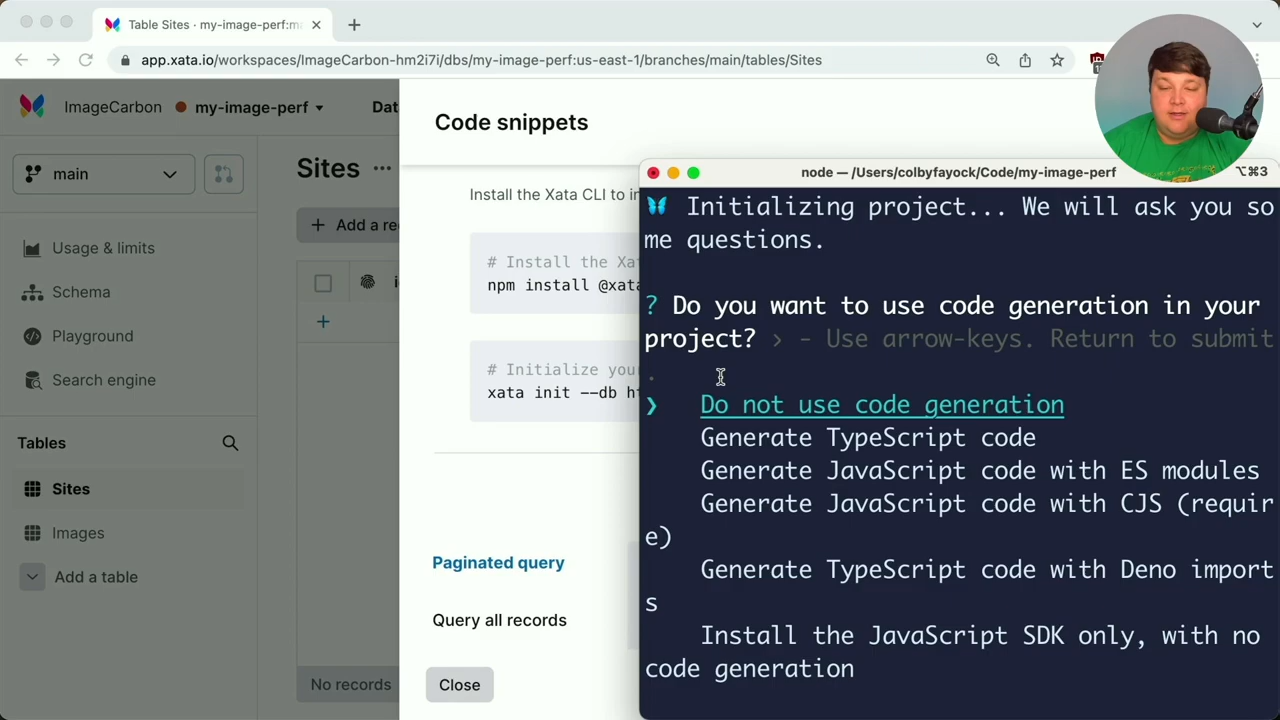 Table Sites · my-image-perf:ma
app.xata.io/workspaces/ImageCarbon-hm2i7i/dbs/my-image-perf:us-east-1/branches/main/tables/Sites
ImageCarbon
my-image-perf
Dat
main
Usage & limits
Schema
Playground
Search engine
Tables
Sites
Images
Add a table
Sites
+ Add a re
No records
Code snippets
Install the Xata CLI to in
# Install the Xat
npm install @xata
# Initialize you
xata init --db ht
Paginated query
Query all records
Close
node — /Users/colbyfayock/Code/my-image-perf
⌥⌘3
Initializing project... We will ask you so
me questions.
? Do you want to use code generation in your
project? › - Use arrow-keys. Return to submit
.
❯ Do not use code generation
Generate TypeScript code
Generate JavaScript code with ES modules
Generate JavaScript code with CJS (requir
e)
Generate TypeScript code with Deno import
s
Install the JavaScript SDK only, with no
code generation